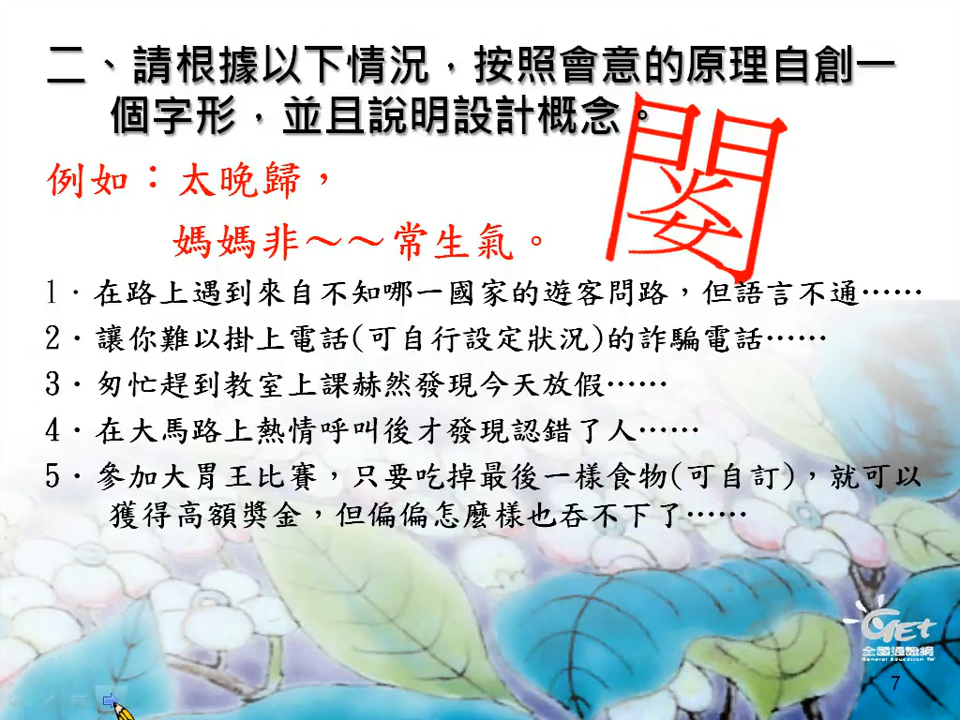 二、請根據以下情況，按照會意的原理自創一
個字形，並且說明設計概念。
例如：太晚歸，
媽媽非～～常生氣。
1．在路上遇到來自不知哪一國家的遊客問路，但語言不通……
2．讓你難以掛上電話(可自行設定狀況)的詐騙電話……
3．匆忙趕到教室上課赫然發現今天放假……
4．在大馬路上熱情呼叫後才發現認錯了人……
5．參加大胃王比賽，只要吃掉最後一樣食物(可自訂)，就可以
獲得高額獎金，但偏偏怎麼樣也吞不下了……
GET
全國通識網
General Education
7